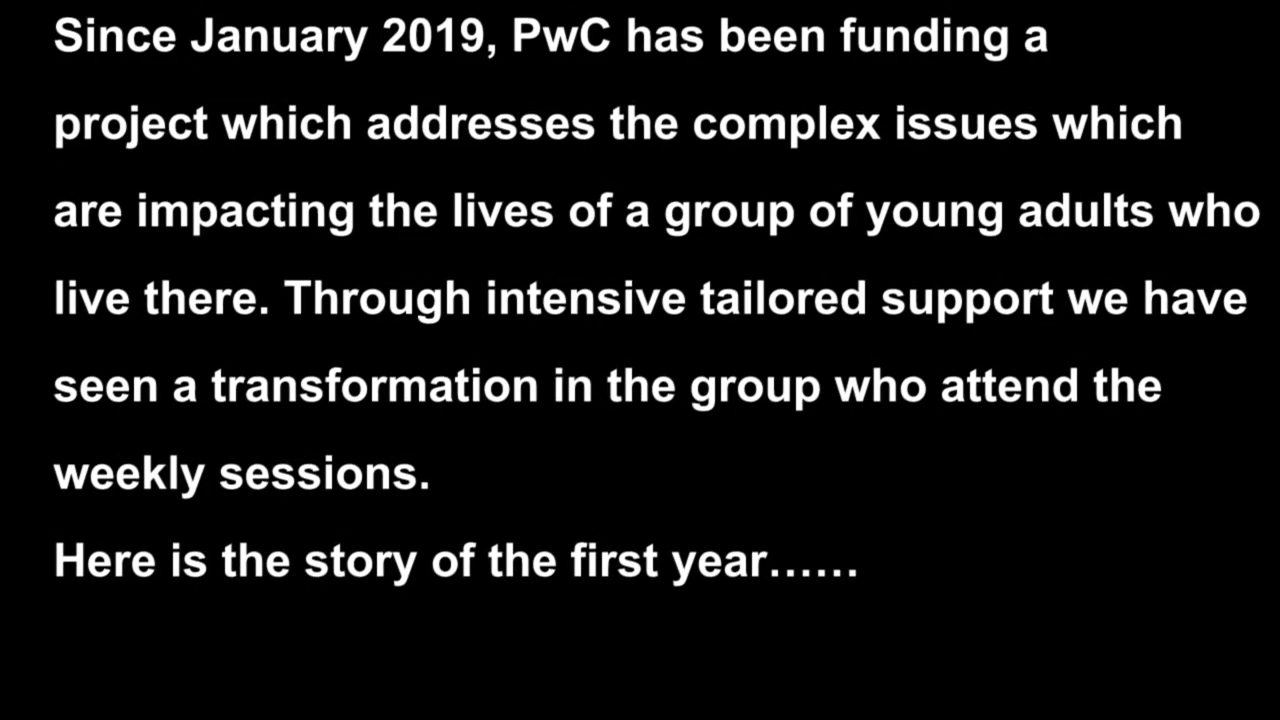 Since January 2019, PwC has been funding a
project which addresses the complex issues which
are impacting the lives of a group of young adults who
live there. Through intensive tailored support we have
seen a transformation in the group who attend the
weekly sessions.
Here is the story of the first year......